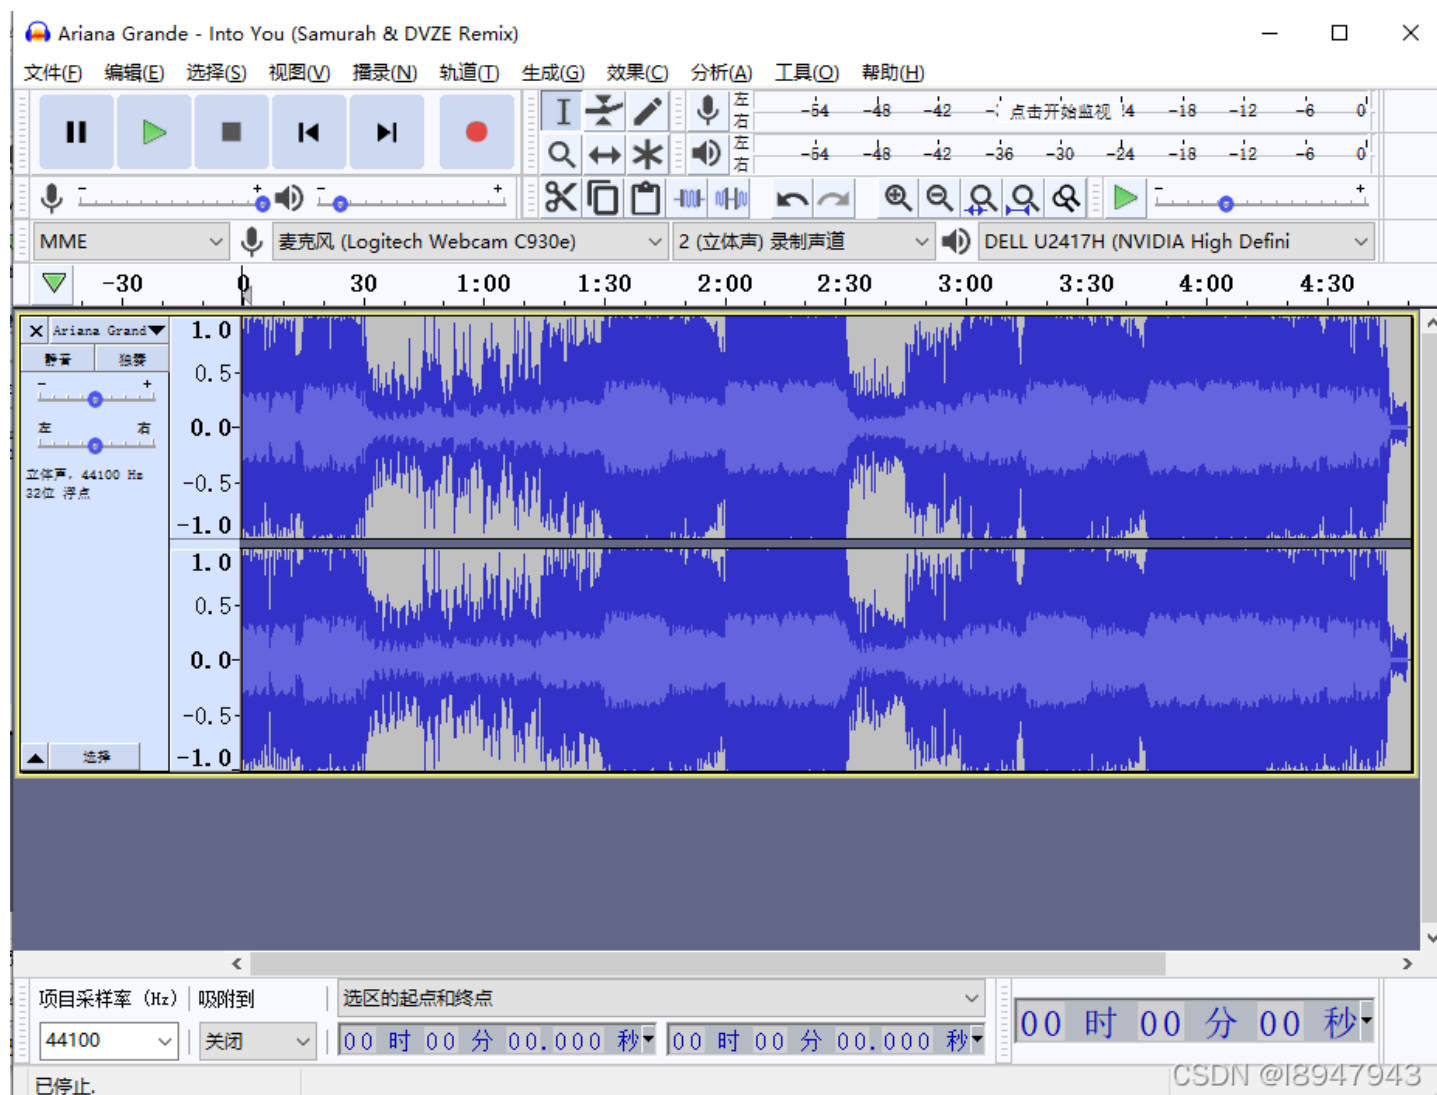 Ariana Grande - Into You (Samurah & DVZE Remix)
文件(F) 编辑(E) 选择(S) 视图(V) 播录(N) 轨道(T) 生成(G) 效果(C) 分析(A) 工具(O) 帮助(H)
左 -54 -48 -42 点击开始监视 -18 -12 -6 0
右
左 -54 -48 -42 -36 -30 -24 -18 -12 -6 0
右
- + - + - +
MME 麦克风 (Logitech Webcam C930e) 2 (立体声) 录制声道 DELL U2417H (NVIDIA High Defini
-30 0 30 1:00 1:30 2:00 2:30 3:00 3:30 4:00 4:30
Ariana Grand 1.0
静音 独奏
- + 0.5
左 右 0.0
立体声, 44100 Hz -0.5
32位 浮点
-1.0
1.0
0.5
0.0
-0.5
选择 -1.0
项目采样率 (Hz) 吸附到 选区的起点和终点
44100 关闭 00 时 00 分 00.000 秒 00 时 00 分 00.000 秒 00 时 00 分 00 秒
已停止.
CSDN @l8947943